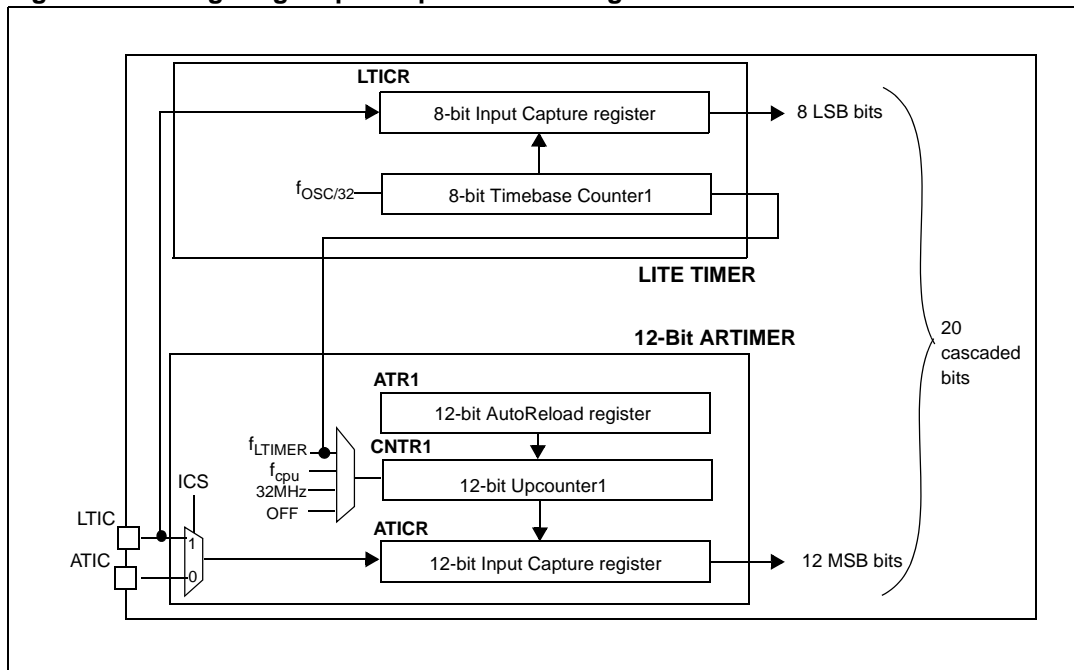 LTICR
8-bit Input Capture register
8 LSB bits
fOSC/32
8-bit Timebase Counter1
LITE TIMER
12-Bit ARTIMER
20
cascaded
bits
ATR1
12-bit AutoReload register
fLTIMER
CNTR1
fcpu
12-bit Upcounter1
32MHz
OFF
ICS
LTIC
1
ATICR
ATIC
0
12-bit Input Capture register
12 MSB bits